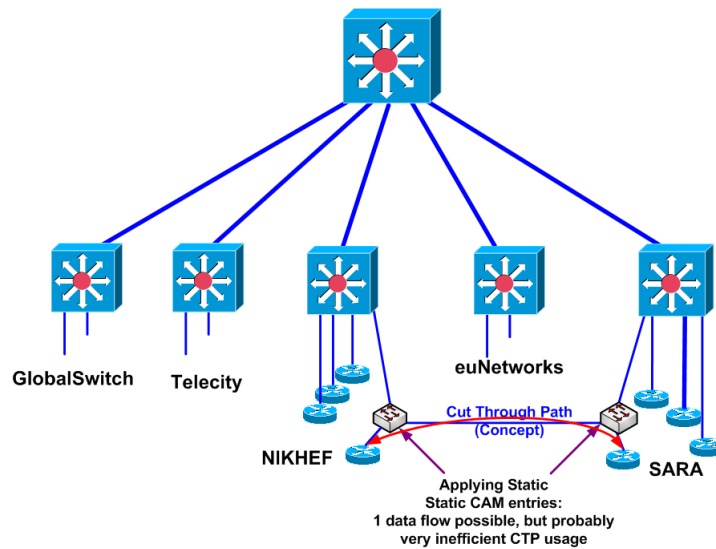 GlobalSwitch
Telecity
euNetworks
Cut Through Path
(Concept)
NIKHEF
SARA
Applying Static
Static CAM entries:
1 data flow possible, but probably
very inefficient CTP usage